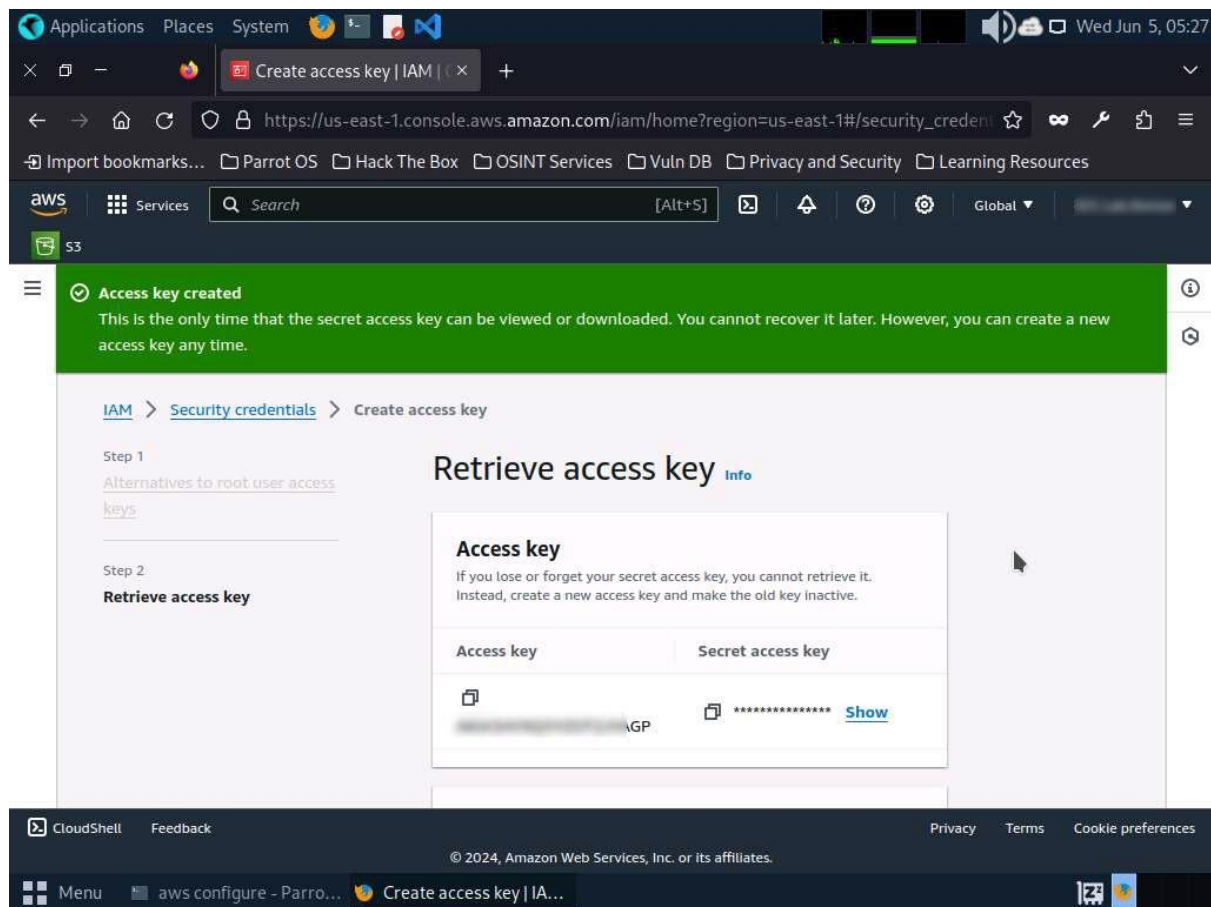 Applications Places System Wed Jun 5, 05:27
Create access key | IAM | ×
https://us-east-1.console.aws.amazon.com/iam/home?region=us-east-1#/security_creden
Import bookmarks... Parrot OS Hack The Box OSINT Services Vuln DB Privacy and Security Learning Resources
aws Services Search [Alt+S] Global
S3
Access key created
This is the only time that the secret access key can be viewed or downloaded. You cannot recover it later. However, you can create a new
access key any time.
IAM > Security credentials > Create access key
Step 1
Alternatives to root user access
keys
Step 2
Retrieve access key
Retrieve access key Info
Access key
If you lose or forget your secret access key, you cannot retrieve it.
Instead, create a new access key and make the old key inactive.
Access key Secret access key
*************** Show
AGP
CloudShell Feedback Privacy Terms Cookie preferences
© 2024, Amazon Web Services, Inc. or its affiliates.
Menu aws configure - Parro... Create access key | IA...